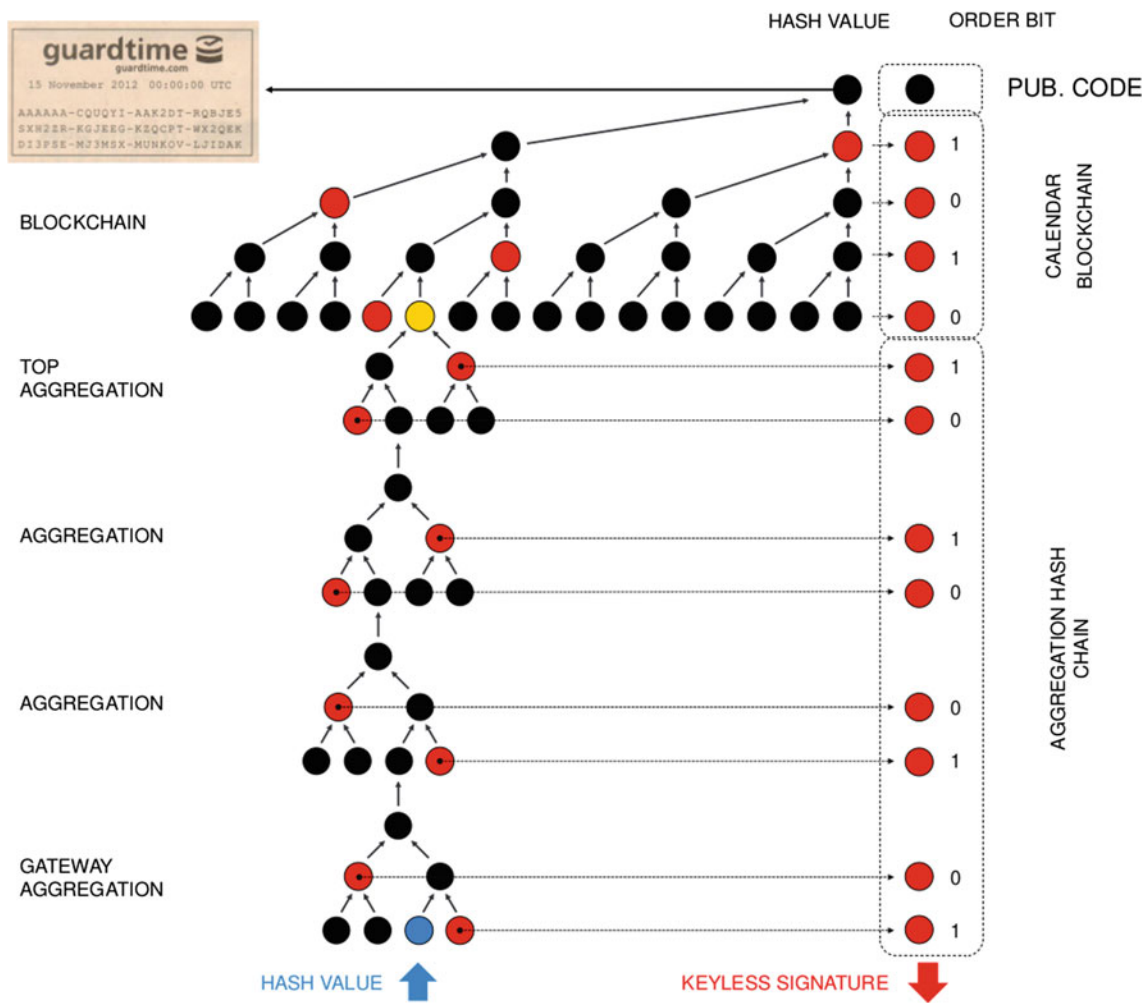 HASH VALUE
ORDER BIT
guardtime
guardtime.com
15 November 2012 00:00:00 UTC
AAAAAA-CQUQYI-AAK2DT-RQBJE5
SXH2ZR-KGJEEG-KZQCPT-WX2QEK
DI3PSE-MJ3MSX-MUNKOV-LJIDAK
PUB. CODE
1
BLOCKCHAIN
0
CALENDAR
BLOCKCHAIN
1
0
TOP
AGGREGATION
1
0
AGGREGATION
1
0
AGGREGATION HASH
CHAIN
AGGREGATION
0
1
GATEWAY
AGGREGATION
0
1
HASH VALUE
KEYLESS SIGNATURE